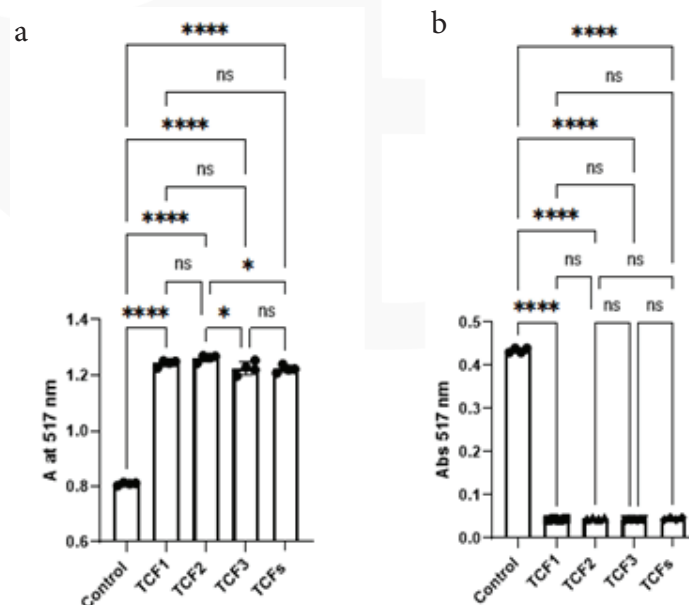 a
****
ns
****
ns
****
ns
*
****
*
ns
A at 517 nm
1.4
1.2
1.0
0.8
0.6
Control
TCF1
TCF2
TCF3
TCFs
b
****
ns
****
ns
****
ns
ns
****
ns
ns
Abs 517 nm
0.5
0.4
0.3
0.2
0.1
0.0
Control
TCF1
TCF2
TCF3
TCFs